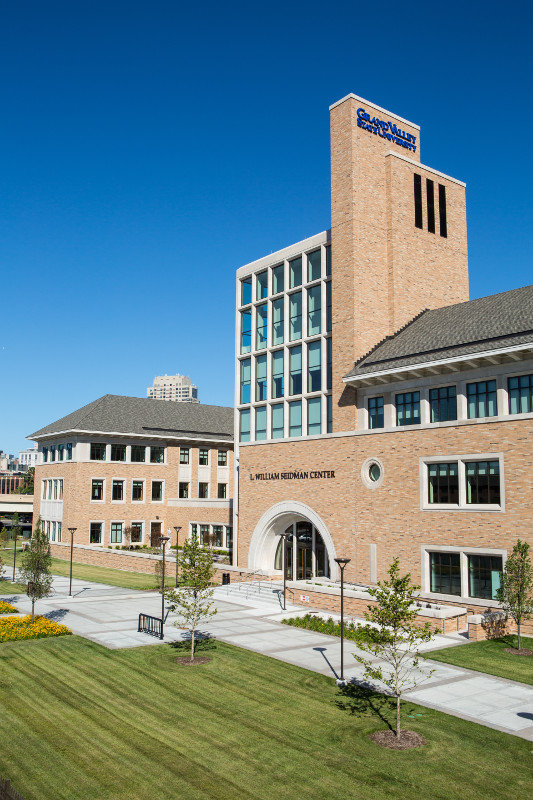 GRAND VALLEY
STATE UNIVERSITY
L. WILLIAM SEIDMAN CENTER